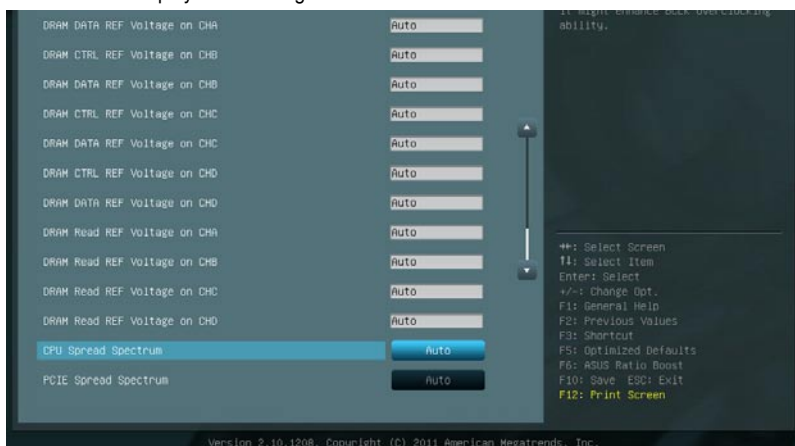 DRAM DATA REF Voltage on CHA Auto
DRAM CTRL REF Voltage on CHB Auto
DRAM DATA REF Voltage on CHB Auto
DRAM CTRL REF Voltage on CHC Auto
DRAM DATA REF Voltage on CHC Auto
DRAM CTRL REF Voltage on CHD Auto
DRAM DATA REF Voltage on CHD Auto
DRAM Read REF Voltage on CHA Auto
DRAM Read REF Voltage on CHB Auto
DRAM Read REF Voltage on CHC Auto
DRAM Read REF Voltage on CHD Auto
CPU Spread Spectrum Auto
PCIE Spread Spectrum Auto
It might enhance BCLK overclocking
ability.
→←: Select Screen
↑↓: Select Item
Enter: Select
+/-: Change Opt.
F1: General Help
F2: Previous Values
F3: Shortcut
F5: Optimized Defaults
F6: ASUS Ratio Boost
F10: Save ESC: Exit
F12: Print Screen
Version 2.10.1208. Copyright (C) 2011 American Megatrends, Inc.